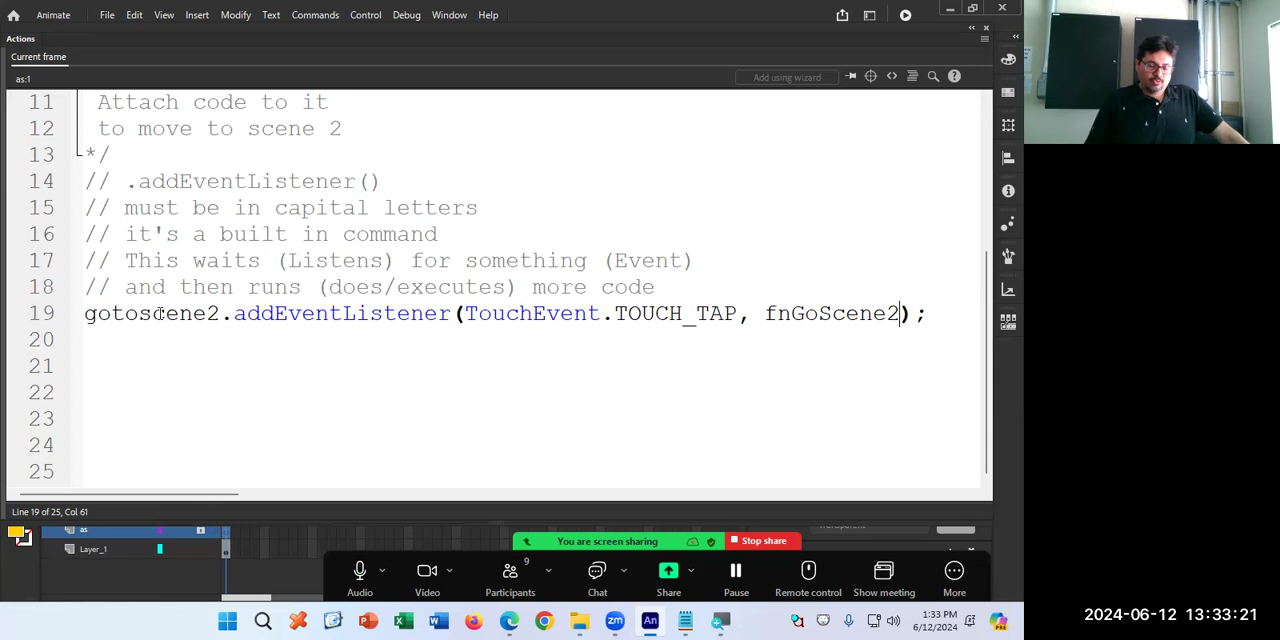 Animate File Edit View Insert Modify Text Commands Control Debug Window Help
Actions
Current frame
as:1
Add using wizard
11 Attach code to it
12 to move to scene 2
13 */
14 // .addEventListener()
15 // must be in capital letters
16 // it's a built in command
17 // This waits (Listens) for something (Event)
18 // and then runs (does/executes) more code
19 gotoscene2.addEventListener(TouchEvent.TOUCH_TAP, fnGoScene2);
20
21
22
23
24
25
Line 19 of 25, Col 61
as
Layer_1
You are screen sharing Stop share
9
Audio Video Participants Chat Share Pause Remote control Show meeting More
1:33 PM
6/12/2024
2024-06-12 13:33:21